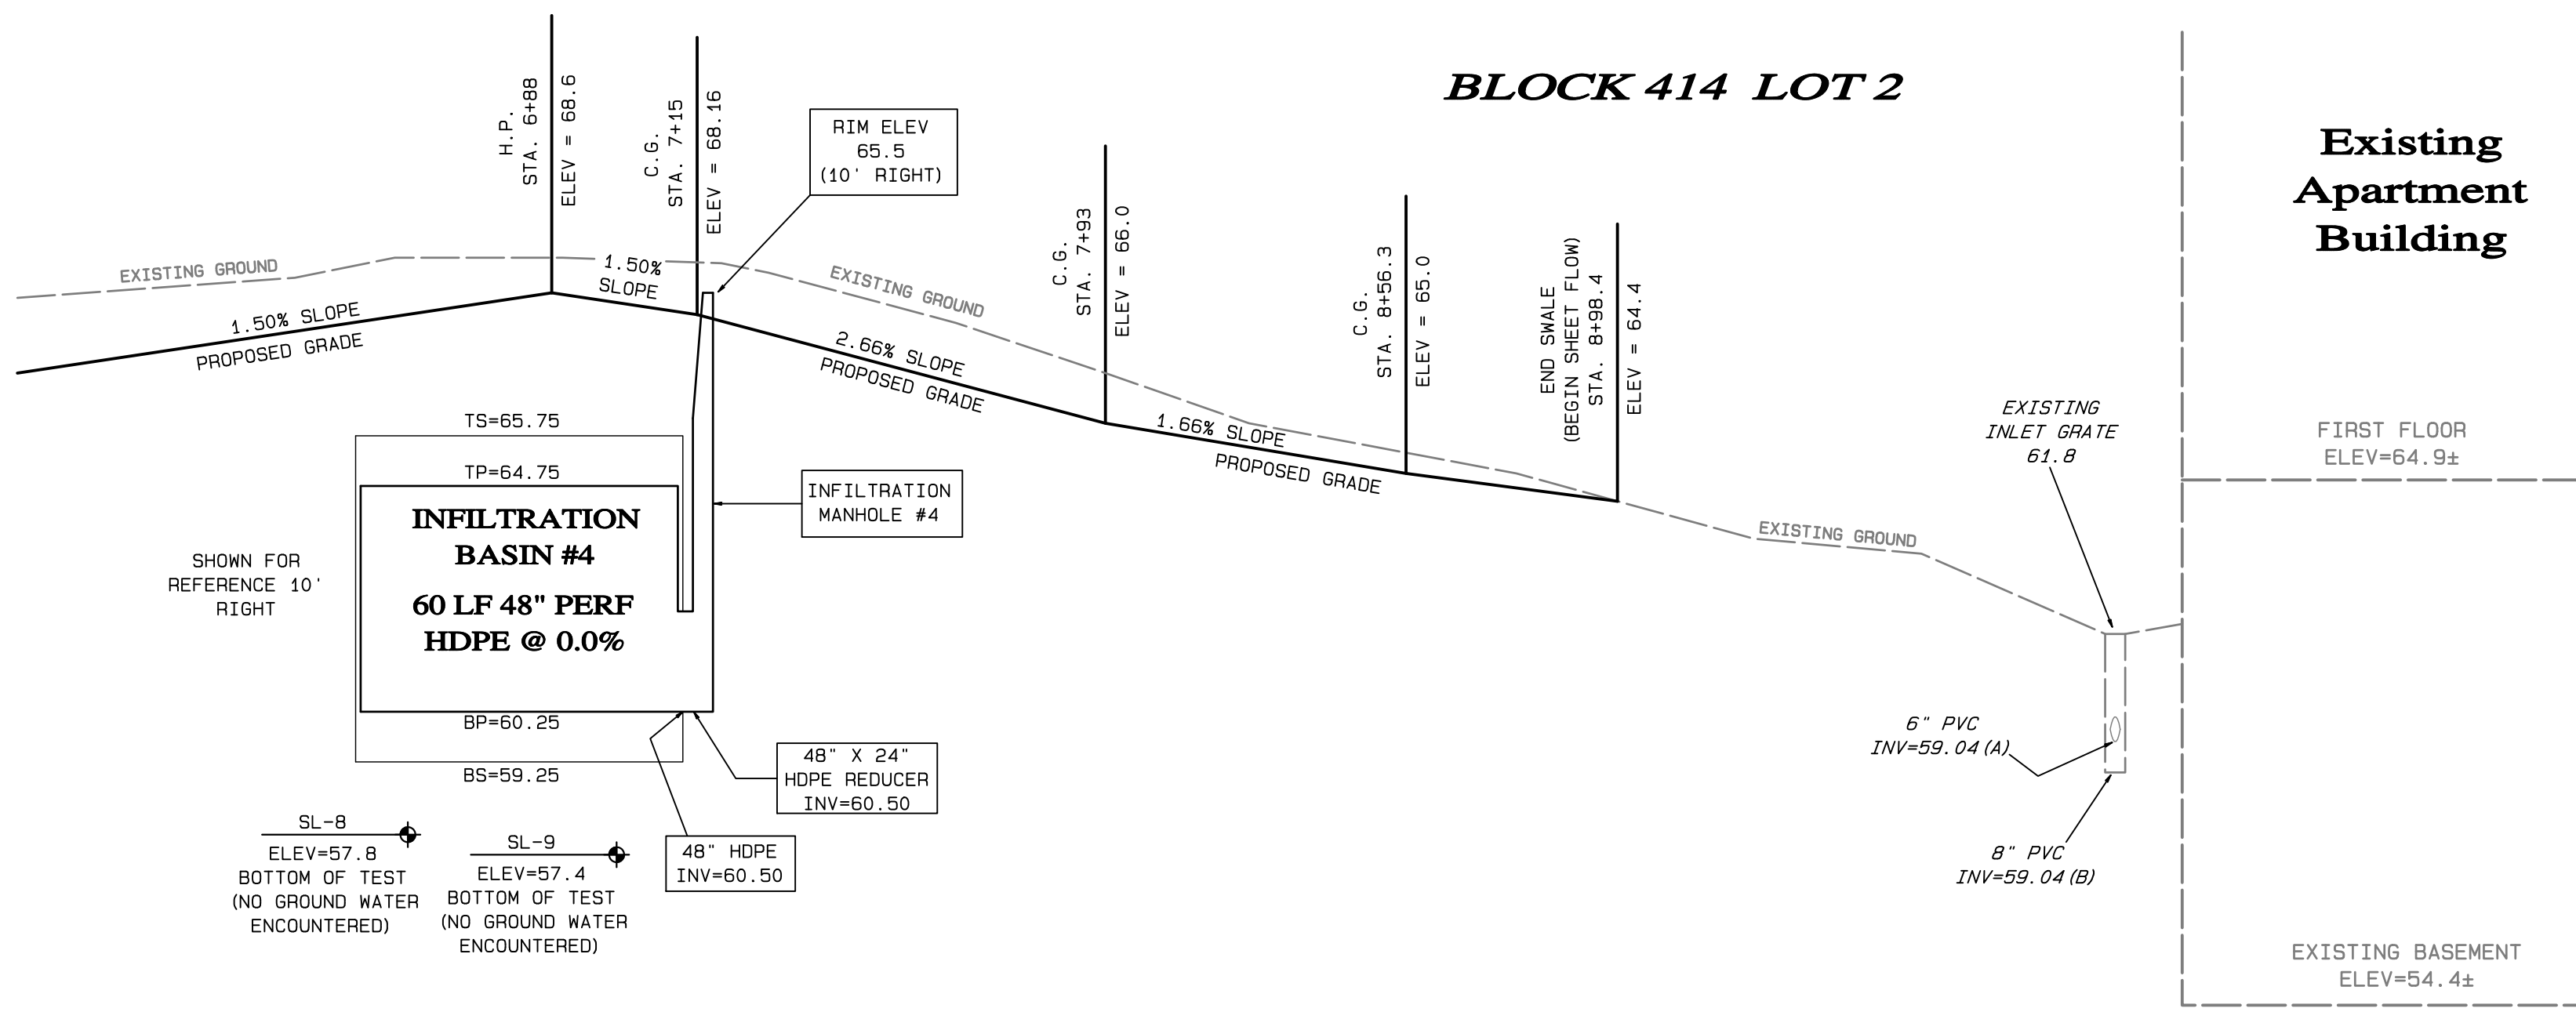 BLOCK 414 LOT 2
Existing
Apartment
Building
H.P.
STA. 6+88
ELEV = 68.6
C.G.
STA. 7+15
ELEV = 68.16
RIM ELEV
65.5
(10' RIGHT)
C.G.
STA. 7+93
ELEV = 66.0
C.G.
STA. 8+56.3
ELEV = 65.0
END SWALE
(BEGIN SHEET FLOW)
STA. 8+98.4
ELEV = 64.4
EXISTING GROUND
1.50% SLOPE
PROPOSED GRADE
1.50%
SLOPE
EXISTING GROUND
2.66% SLOPE
PROPOSED GRADE
1.66% SLOPE
PROPOSED GRADE
EXISTING GROUND
EXISTING
INLET GRATE
61.8
FIRST FLOOR
ELEV=64.9±
TS=65.75
TP=64.75
INFILTRATION
BASIN #4
60 LF 48" PERF
HDPE @ 0.0%
SHOWN FOR
REFERENCE 10'
RIGHT
INFILTRATION
MANHOLE #4
BP=60.25
BS=59.25
48" X 24"
HDPE REDUCER
INV=60.50
48" HDPE
INV=60.50
SL-8
ELEV=57.8
BOTTOM OF TEST
(NO GROUND WATER
ENCOUNTERED)
SL-9
ELEV=57.4
BOTTOM OF TEST
(NO GROUND WATER
ENCOUNTERED)
6" PVC
INV=59.04(A)
8" PVC
INV=59.04(B)
EXISTING BASEMENT
ELEV=54.4±